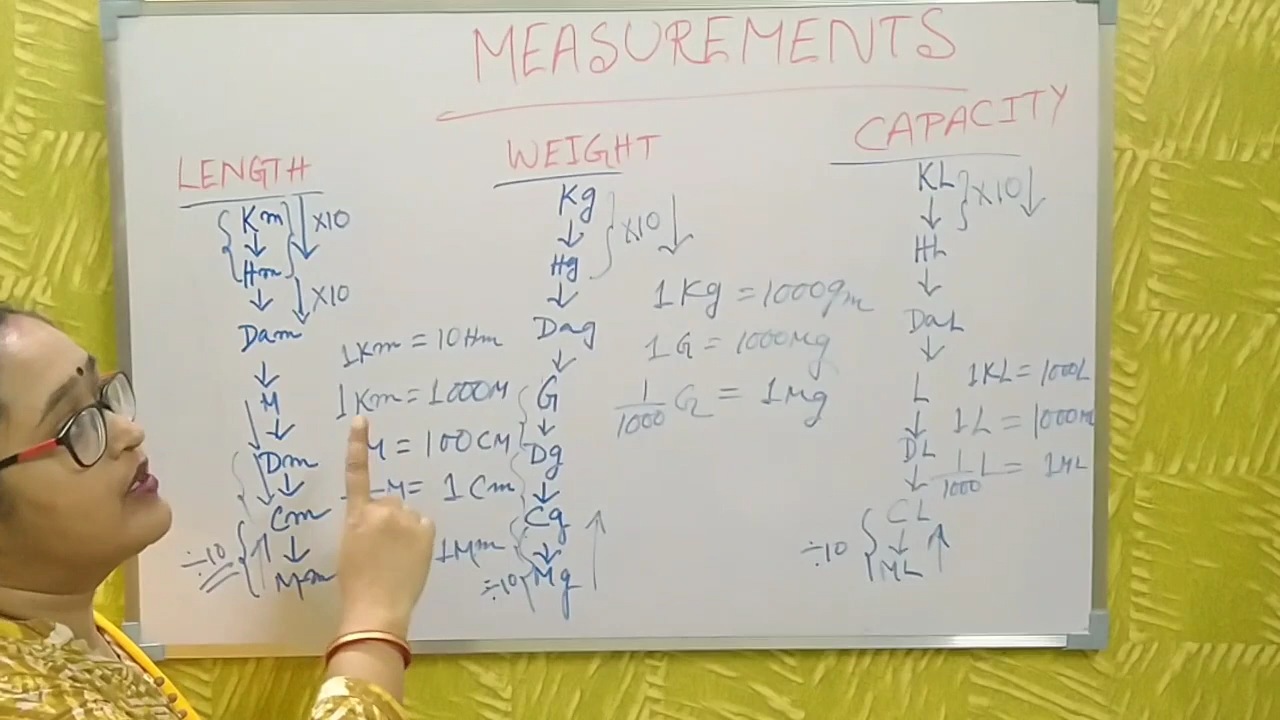 MEASUREMENTS
LENGTH
Km
×10
Hm
×10
Dam
M
Dm
Cm
÷10
Mm
1Km = 10Hm
1Km = 1000M
M = 100CM
M = 1Cm
1Mm
WEIGHT
Kg
×10
Hg
Dag
G
Dg
Cg
÷10
Mg
1Kg = 1000gm
1G = 1000Mg
1/1000 G = 1Mg
CAPACITY
KL
×10
HL
DaL
L
DL
CL
÷10
ML
1KL = 1000L
1L = 1000m
1/1000 L = 1ML